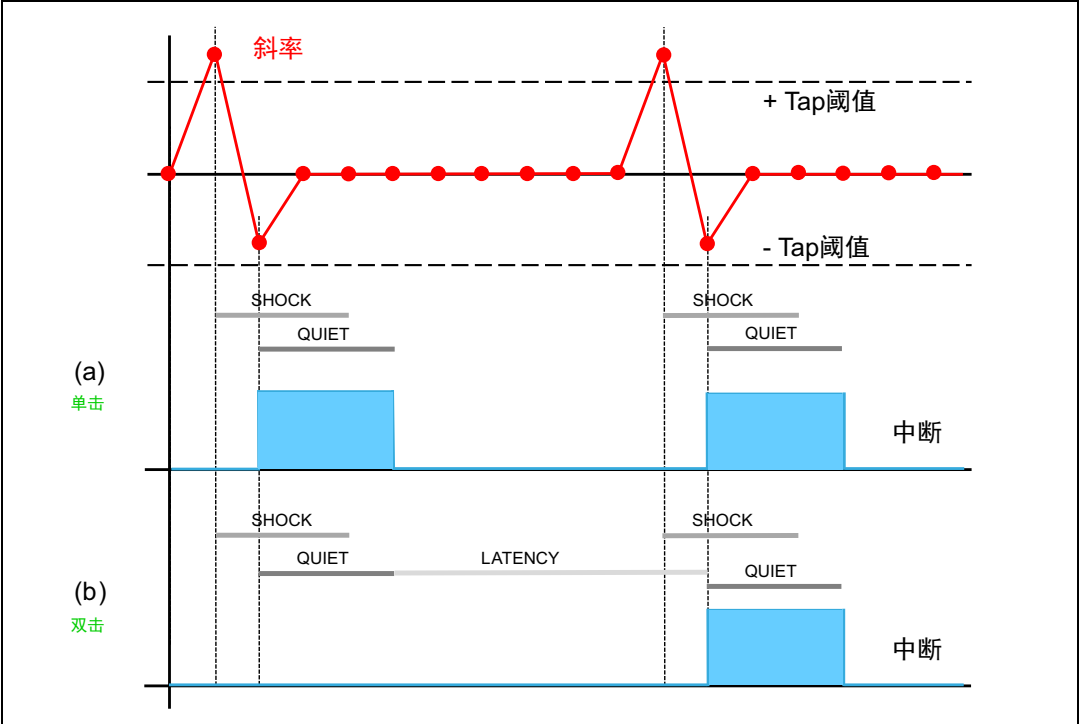 斜率
+ Tap阈值
- Tap阈值
SHOCK
SHOCK
QUIET
QUIET
(a)
单击
中断
SHOCK
SHOCK
QUIET
LATENCY
QUIET
(b)
双击
中断